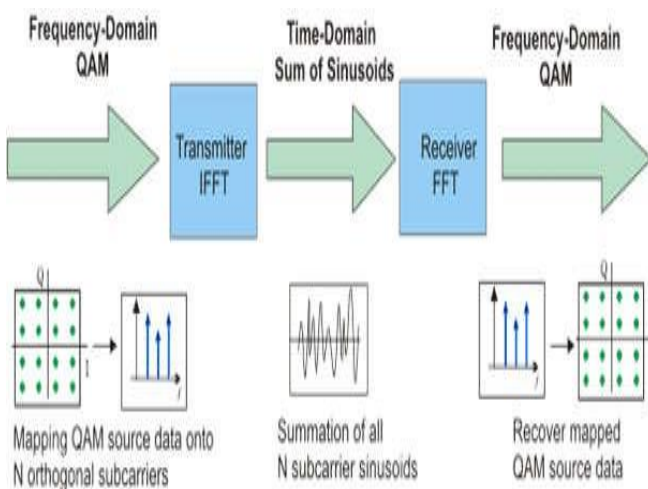 Frequency-Domain
QAM
Time-Domain
Sum of Sinusoids
Frequency-Domain
QAM
Transmitter
IFFT
Receiver
FFT
Q
I
f
Q
f
Mapping QAM source data onto
N orthogonal subcarriers
Summation of all
N subcarrier sinusoids
Recover mapped
QAM source data